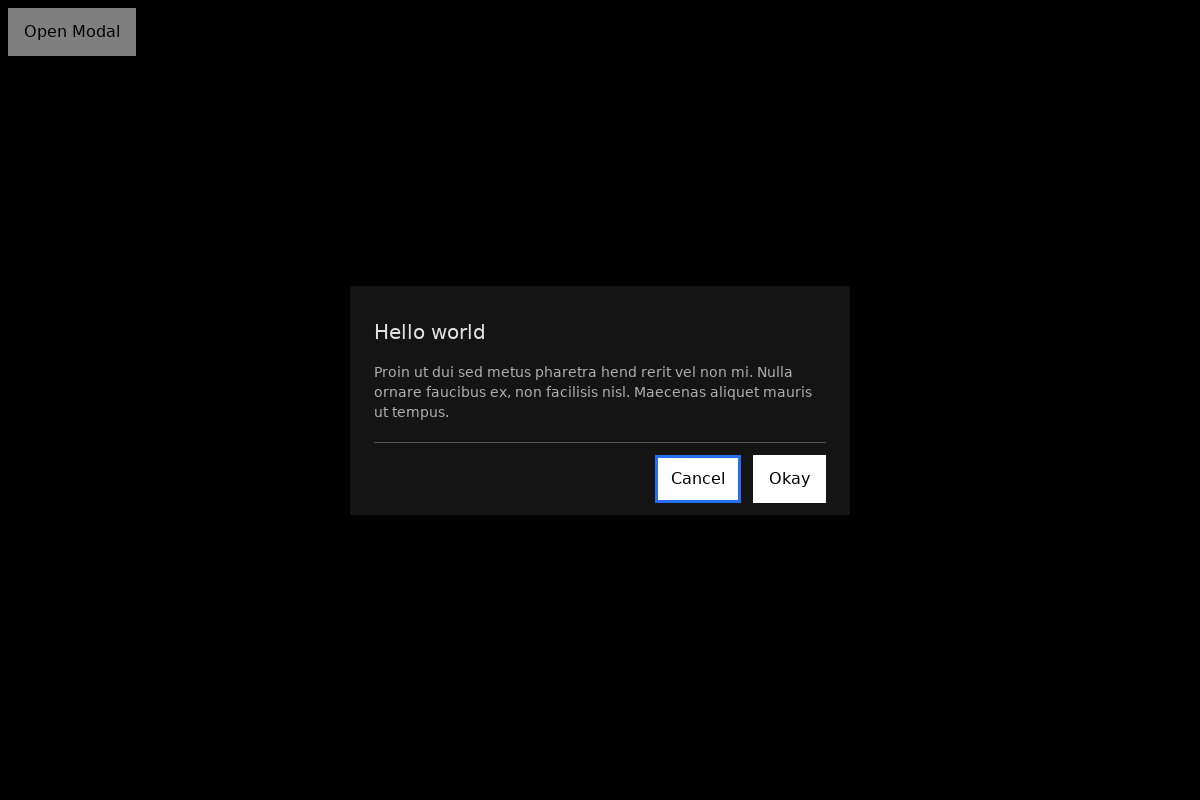 Open Modal
Hello world
Proin ut dui sed metus pharetra hend rerit vel non mi. Nulla
ornare faucibus ex, non facilisis nisl. Maecenas aliquet mauris
ut tempus.
Cancel Okay